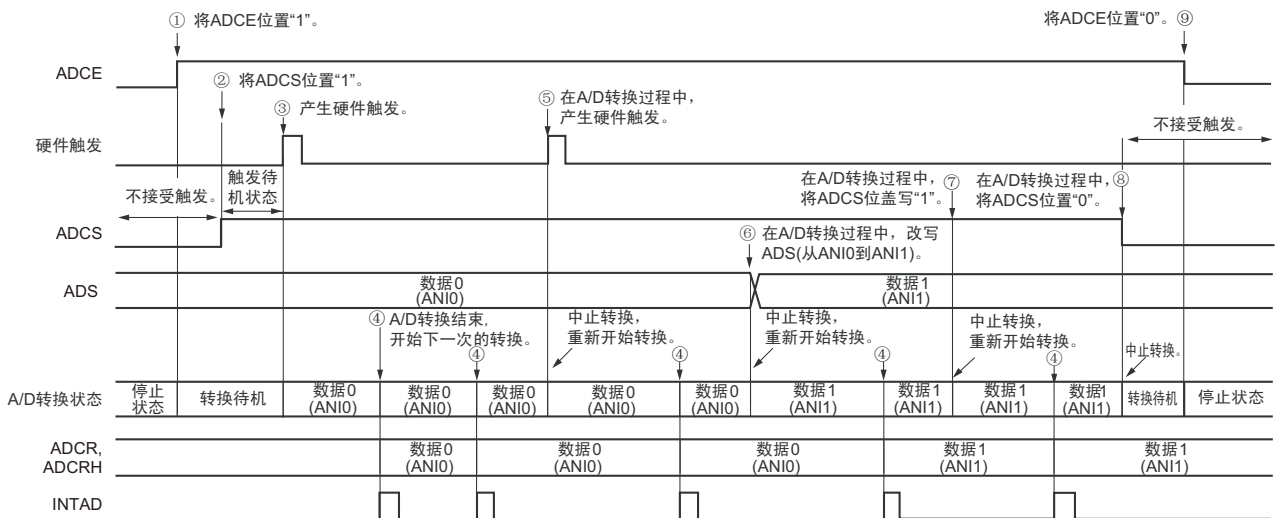 ① 将ADCE位置“1”。
将ADCE位置“0”。⑨
ADCE
② 将ADCS位置“1”。
③ 产生硬件触发。
⑤ 在A/D转换过程中，
产生硬件触发。
硬件触发
不接受触发。
触发待
机状态
不接受触发。
在A/D转换过程中，⑦
将ADCS位盖写“1”。
在A/D转换过程中，⑧
将ADCS位置“0”。
ADCS
⑥ 在A/D转换过程中，改写
ADS(从ANI0到ANI1)。
ADS
数据0
(ANI0)
数据1
(ANI1)
④ A/D转换结束,
开始下一次的转换。
④
中止转换，
重新开始转换。
④
中止转换，
重新开始转换。
④
中止转换，
重新开始转换。
④
中止转换。
A/D转换状态
停止
状态
转换待机
数据0
(ANI0)
数据0
(ANI0)
数据0
(ANI0)
数据0
(ANI0)
数据0
(ANI0)
数据1
(ANI1)
数据1
(ANI1)
数据1
(ANI1)
数据1
(ANI1)
转换待机
停止状态
ADCR,
ADCRH
数据0
(ANI0)
数据0
(ANI0)
数据0
(ANI0)
数据1
(ANI1)
数据1
(ANI1)
INTAD